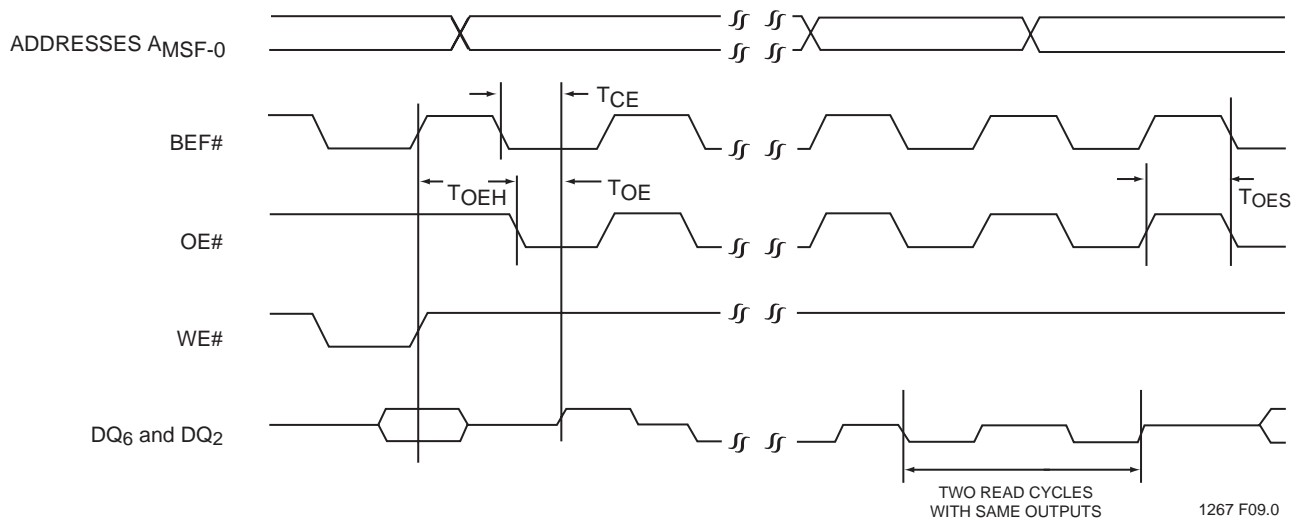 ADDRESSES AMSF-0
TCE
BEF#
TOEH
TOE
TOES
OE#
WE#
DQ6 and DQ2
TWO READ CYCLES
WITH SAME OUTPUTS
1267 F09.0